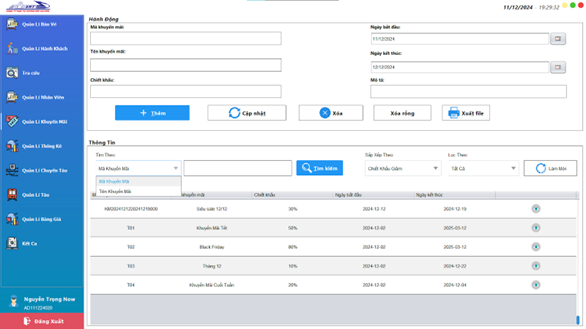 11/12/2024 19:29:32
Quản Lí Bán Vé
Quản Lí Hành Khách
Tra cứu
Quản Lí Nhân Viên
Quản Lí Khuyến Mãi
Quản Lí Thống Kê
Quản Lí Chuyến Tàu
Quản Lí Tàu
Quản Lí Bảng Giá
Kết Ca
Nguyễn Trọng Now
Đăng Xuất
Hành Động
Mã khuyến mãi: Ngày bắt đầu:
11/12/2024
Tên khuyến mãi: Ngày kết thúc:
12/12/2024
Chiết khấu: Mô tả:
Thêm Cập nhật Xóa Xóa rỗng Xuất file
Thông Tin
Tìm Theo: Sắp Xếp Theo: Lọc Theo:
Mã Khuyến Mãi Tìm kiếm Chiết Khấu Giảm Tất Cả Làm Mới
Mã Khuyến Mãi
Tên Khuyến Mãi
khuyến mãi Chiết khấu Ngày bắt đầu Ngày kết thúc
Siêu Sale 12/12 30% 2024-12-12 2024-12-19
T01 Khuyến Mãi Tết 50% 2024-12-02 2025-03-12
T02 Black Friday 80% 2024-12-02 2025-03-12
T03 Tháng 12 10% 2024-12-02 2024-12-22
T04 Khuyến Mãi Cuối Tuần 20% 2024-12-02 2024-12-04